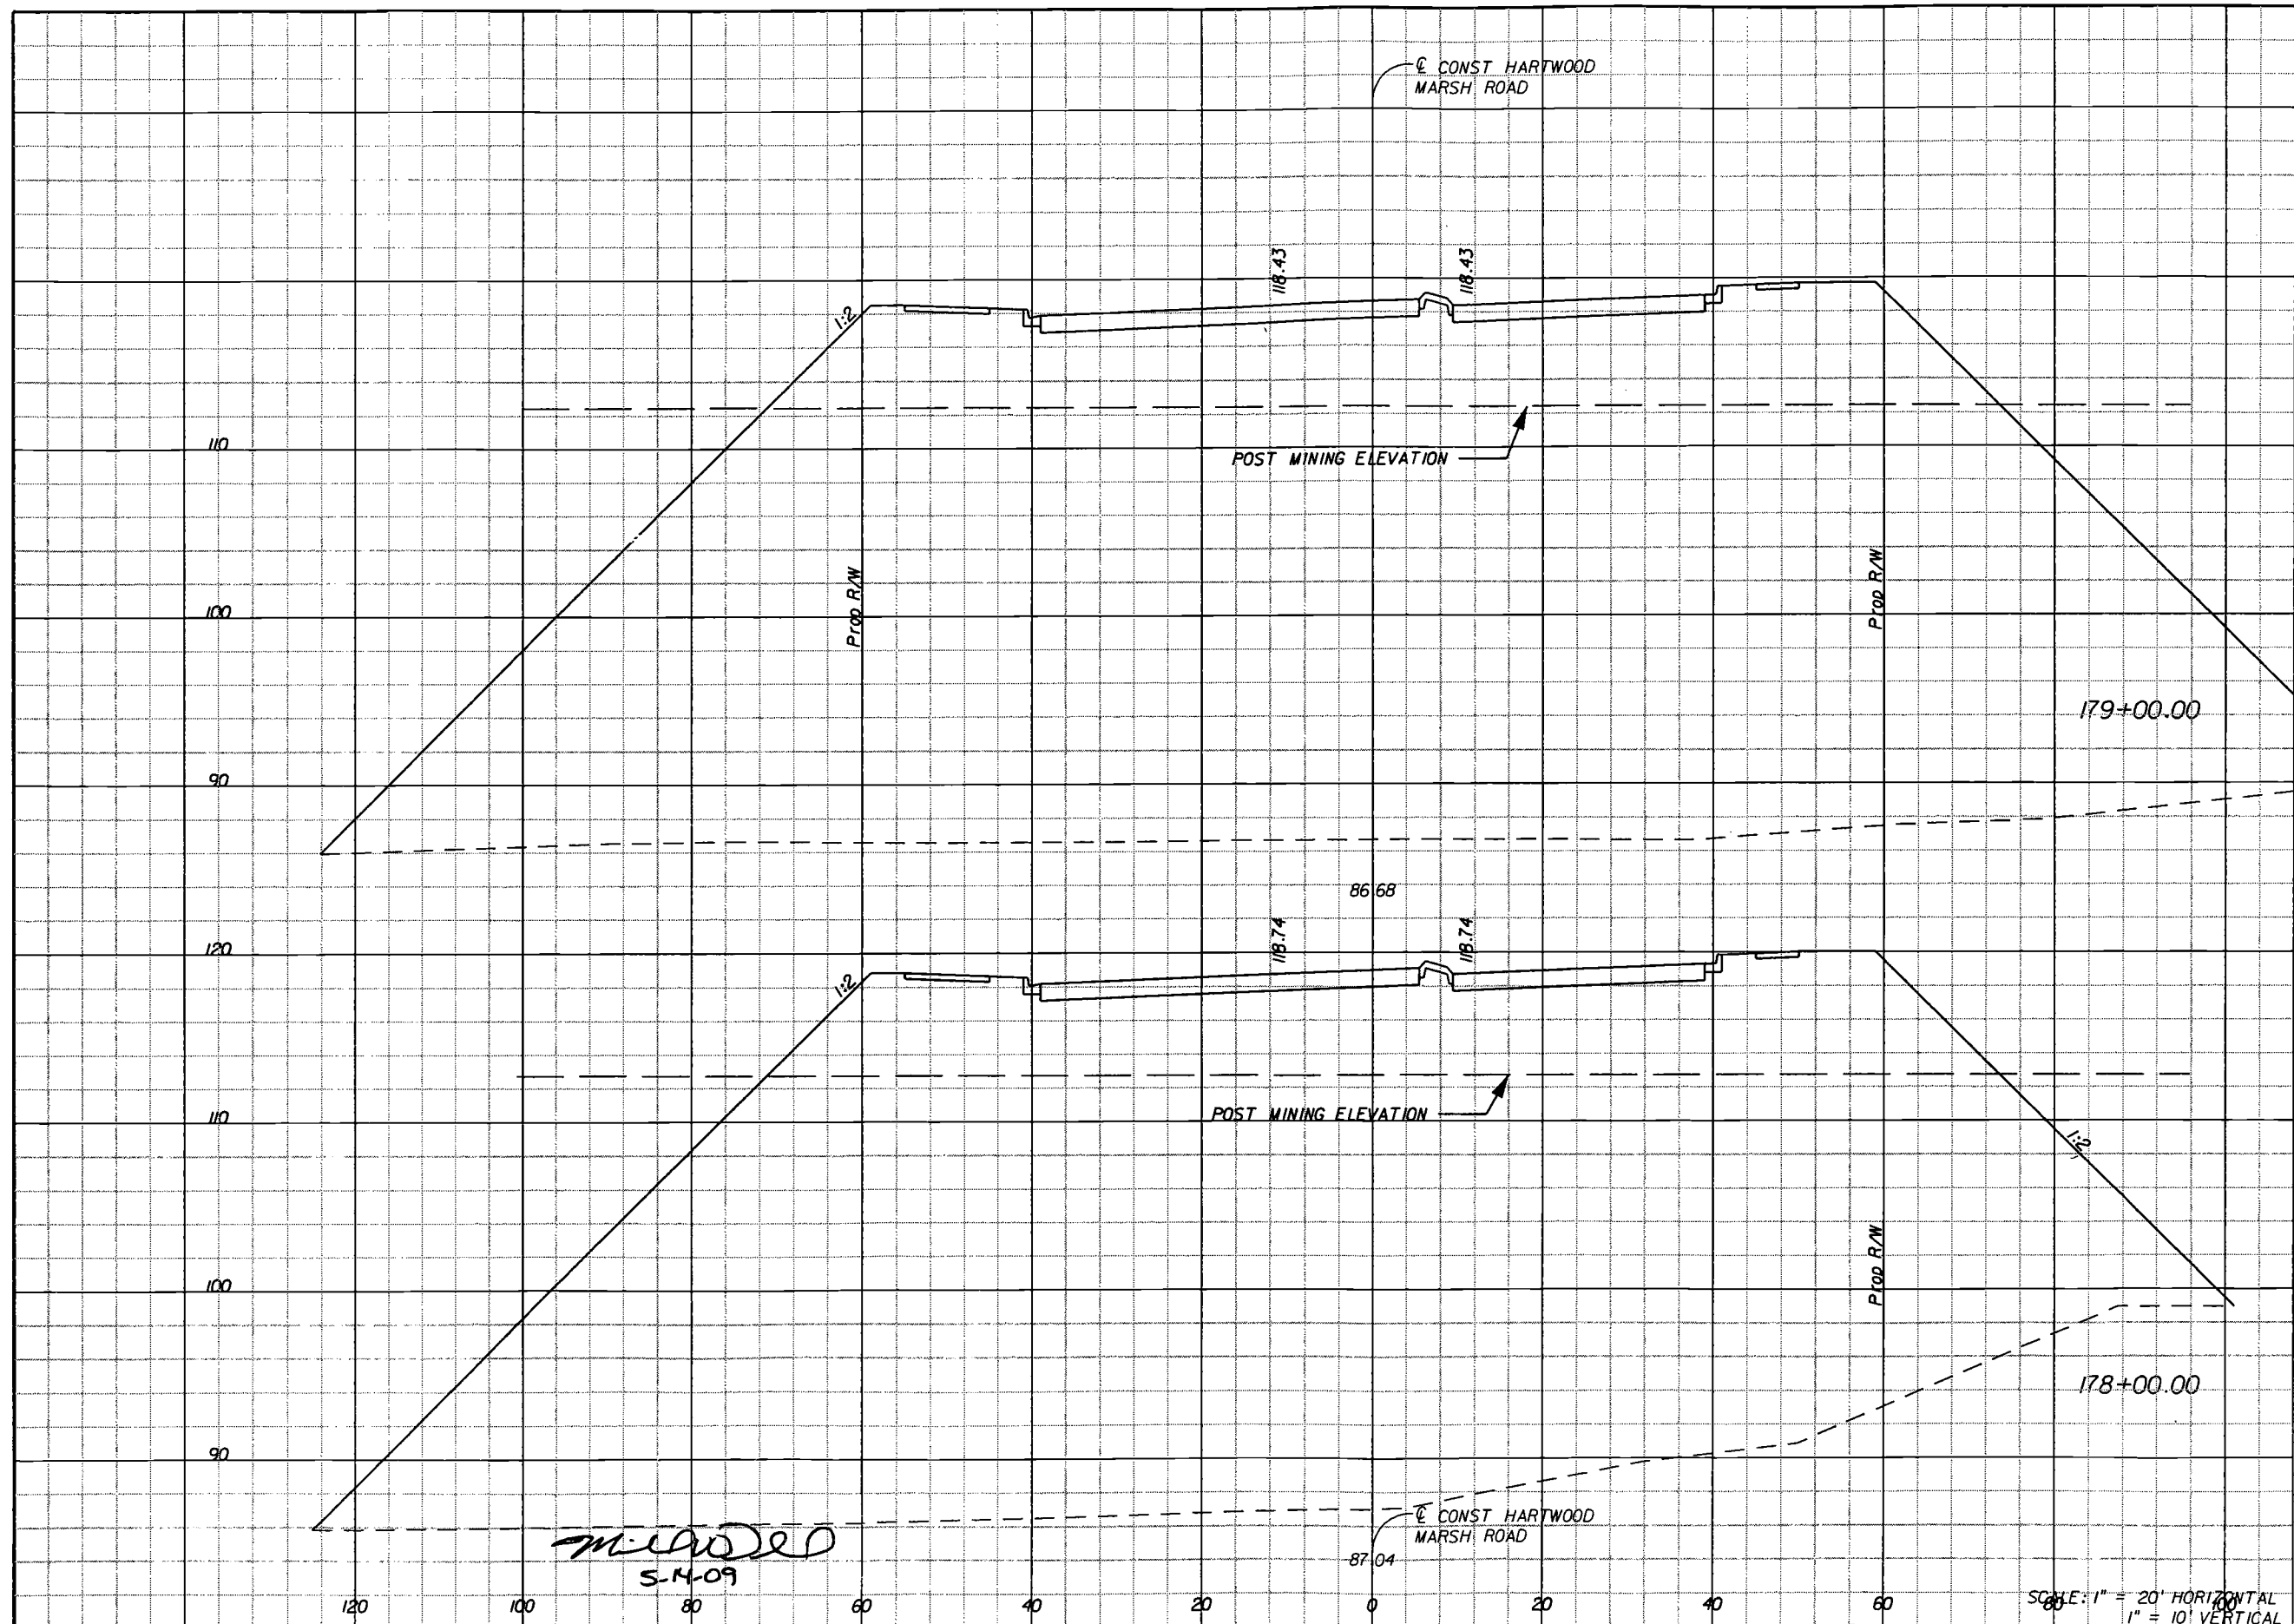 ℄ CONST HARTWOOD
MARSH ROAD
118.43
118.43
1:2
110
POST MINING ELEVATION
100
Prop R/W
Prop R/W
179+00.00
90
86.68
118.74
118.74
120
1:2
110
POST MINING ELEVATION
1:2
100
Prop R/W
178+00.00
90
℄ CONST HARTWOOD
MARSH ROAD
87.04
5-14-09
120
100
80
60
40
20
0
20
40
60
80
100
SCALE: 1" = 20' HORIZONTAL
1" = 10' VERTICAL